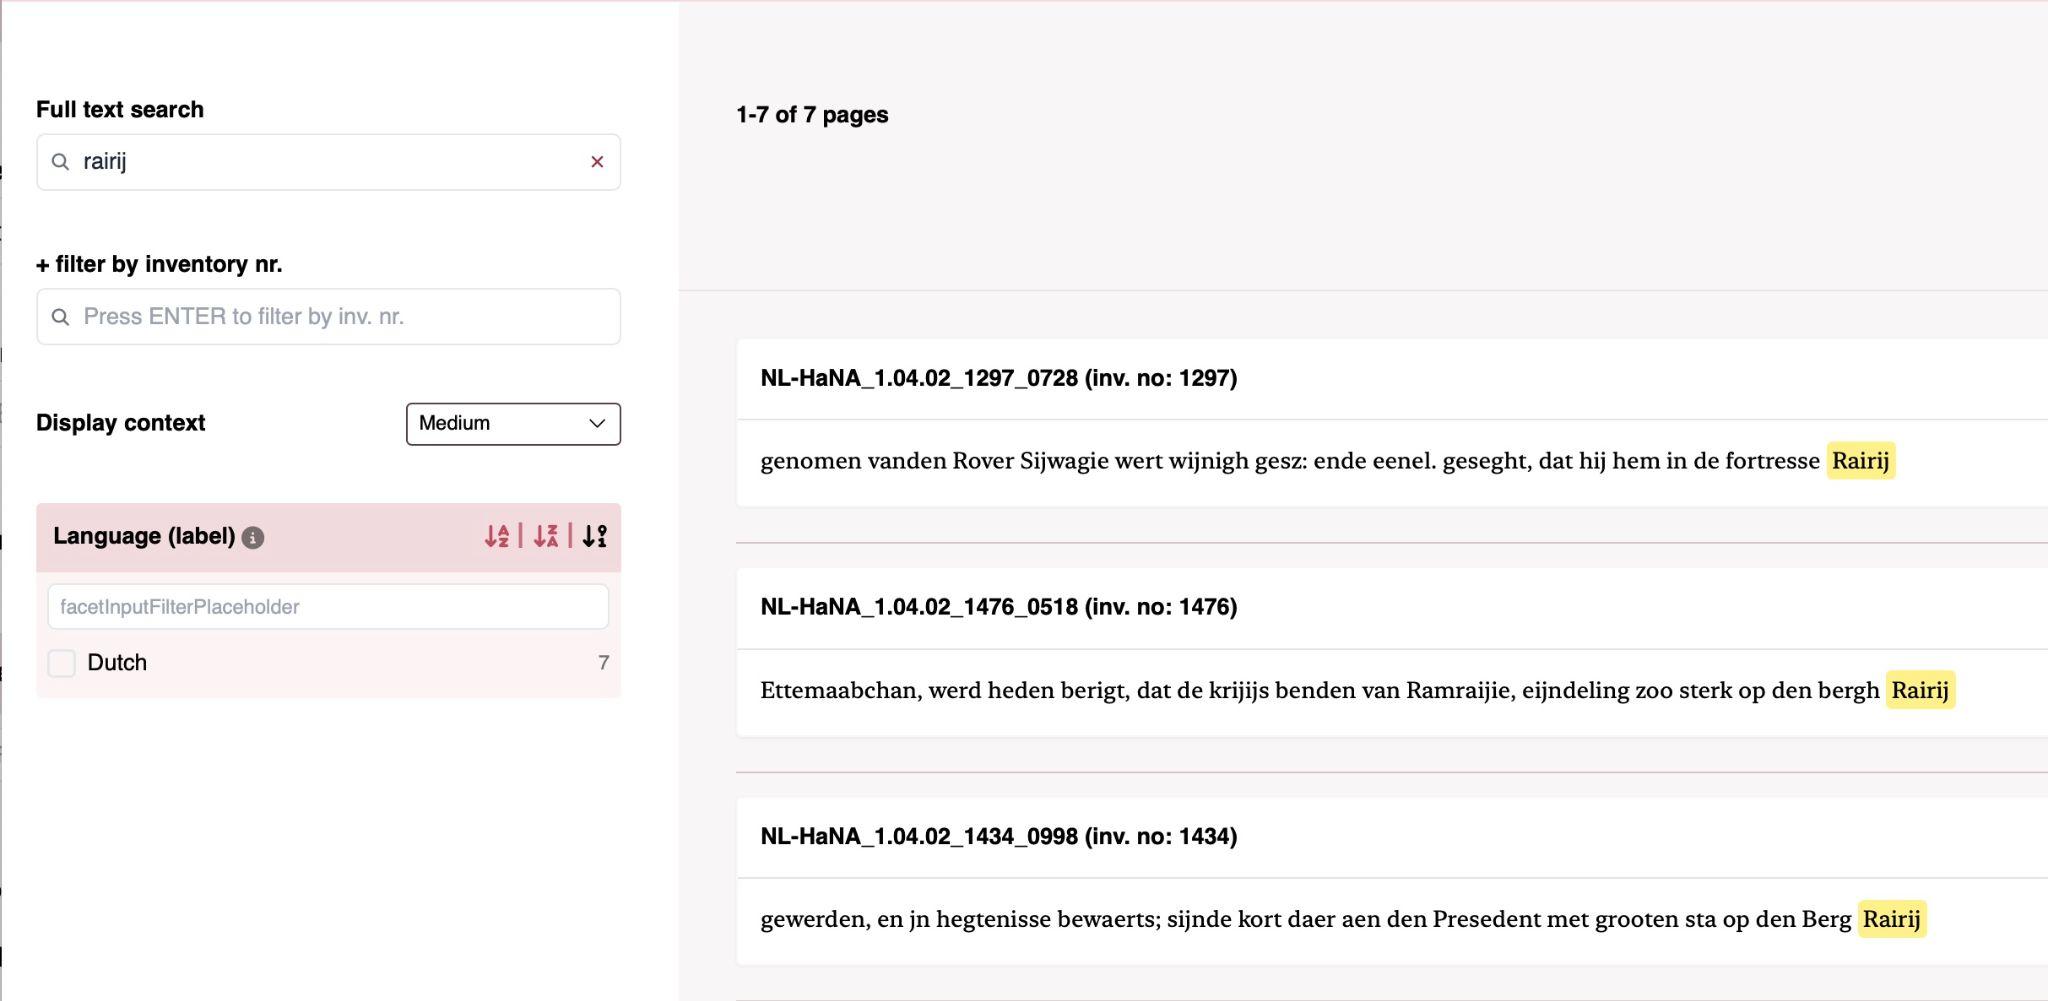 Full text search
rairij
+ filter by inventory nr.
Press ENTER to filter by inv. nr.
Display context
Medium
Language (label)
facetInputFilterPlaceholder
Dutch 7
1-7 of 7 pages
NL-HaNA_1.04.02_1297_0728 (inv. no: 1297)
genomen vanden Rover Sijwagie wert wijnigh gesz: ende eenel. geseght, dat hij hem in de fortresse Rairij
NL-HaNA_1.04.02_1476_0518 (inv. no: 1476)
Ettemaabchan, werd heden berigt, dat de krijijs benden van Ramraijie, eijndeling zoo sterk op den bergh Rairij
NL-HaNA_1.04.02_1434_0998 (inv. no: 1434)
gewerden, en jn hegtenisse bewaerts; sijnde kort daer aen den Presedent met grooten sta op den Berg Rairij